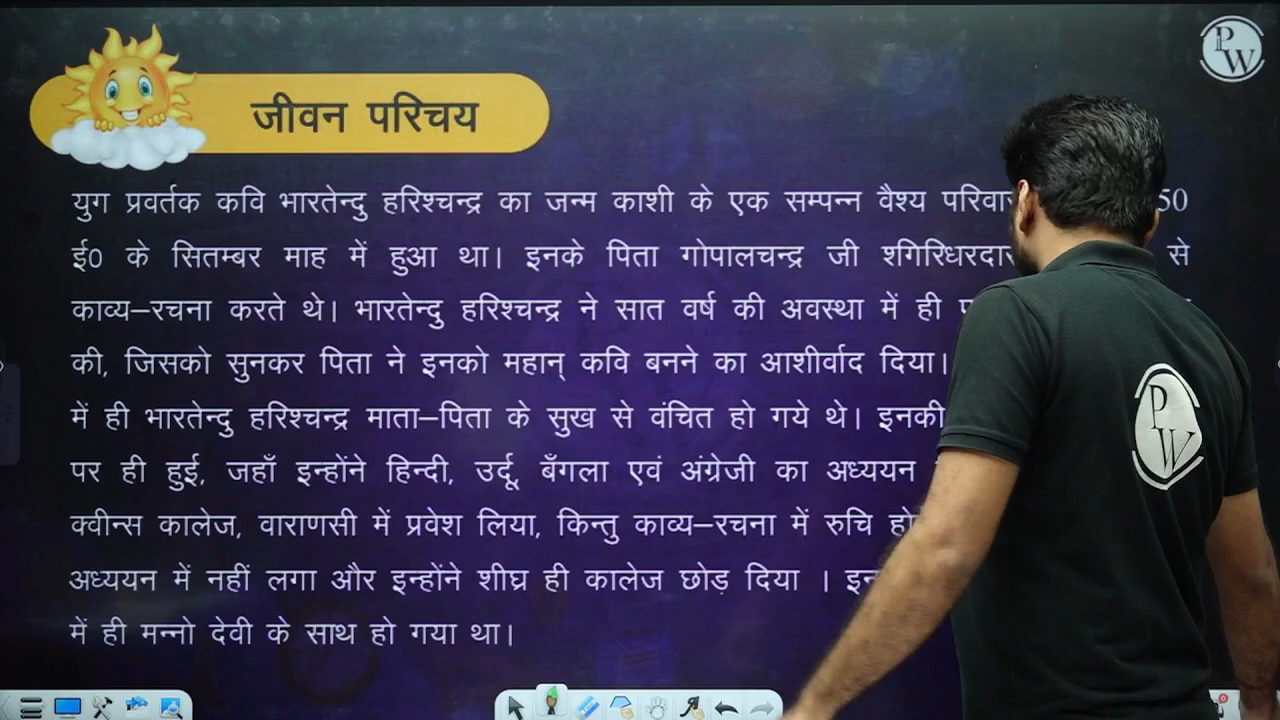 PW
जीवन परिचय
युग प्रवर्तक कवि भारतेन्दु हरिश्चन्द्र का जन्म काशी के एक सम्पन्न वैश्य परिवार 50
ई0 के सितम्बर माह में हुआ था। इनके पिता गोपालचन्द्र जी श्गिरिधरदास से
काव्य–रचना करते थे। भारतेन्दु हरिश्चन्द्र ने सात वर्ष की अवस्था में ही
की, जिसको सुनकर पिता ने इनको महान् कवि बनने का आशीर्वाद दिया।
में ही भारतेन्दु हरिश्चन्द्र माता–पिता के सुख से वंचित हो गये थे। इनकी
पर ही हुई, जहाँ इन्होंने हिन्दी, उर्दू, बँगला एवं अंग्रेजी का अध्ययन
क्वीन्स कालेज, वाराणसी में प्रवेश लिया, किन्तु काव्य–रचना में रुचि
अध्ययन में नहीं लगा और इन्होंने शीघ्र ही कालेज छोड़ दिया ।
में ही मन्नो देवी के साथ हो गया था।
PW